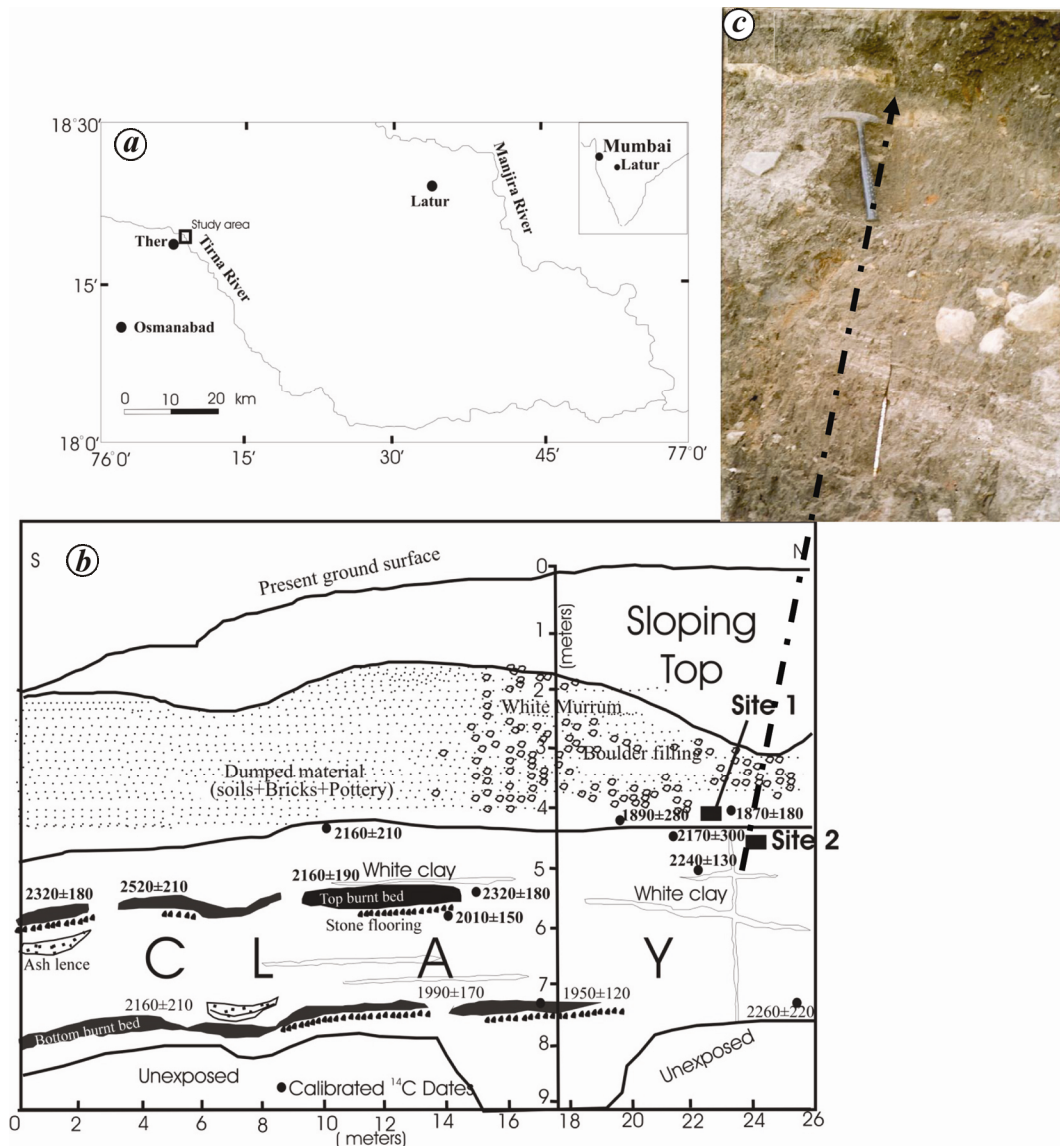 a
18°30'
15'
18°0'
76°0'
15'
30'
45'
77°0'
Ther
Study area
Tirna River
Osmanabad
Latur
Manjira River
0 10 20 km
Mumbai
Latur
c
b
S
N
Present ground surface
0
1
2
3
4
5
6
7
8
9
(meters)
Sloping
Top
Site 1
White Murrum
Boulder filling
Dumped material
(soils+Bricks+Pottery)
1890±280
1870±180
2160±210
2170±300
Site 2
2240±130
White clay
2160±190
White clay
2320±180
2520±210
Top burnt bed
2320±180
2010±150
Stone flooring
Ash lence
C L A Y
2160±210
1990±170
1950±120
2260±220
Bottom burnt bed
Unexposed
Unexposed
Calibrated ¹⁴C Dates
0 2 4 6 8 10 12 14 16 18 20 22 24 26
( meters)